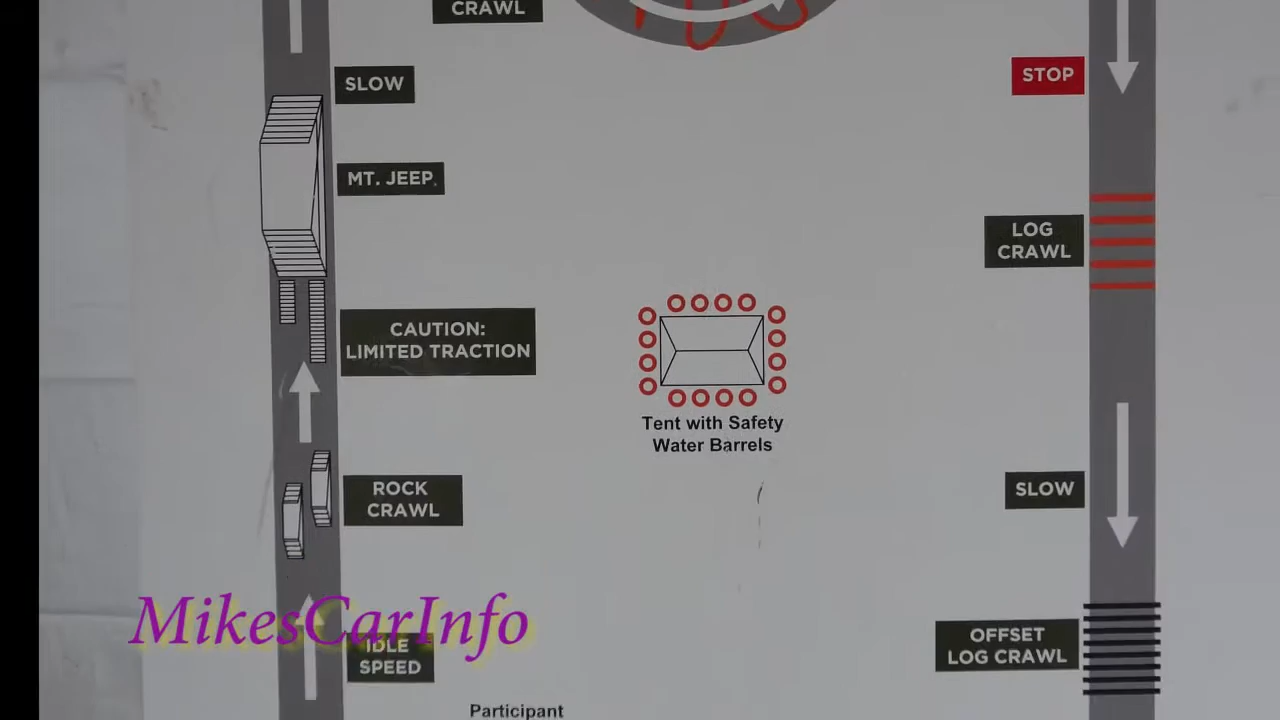 CRAWL
SLOW
STOP
MT. JEEP.
LOG
CRAWL
CAUTION:
LIMITED TRACTION
Tent with Safety
Water Barrels
ROCK
CRAWL
SLOW
MikesCarInfo
IDLE
SPEED
OFFSET
LOG CRAWL
Participant